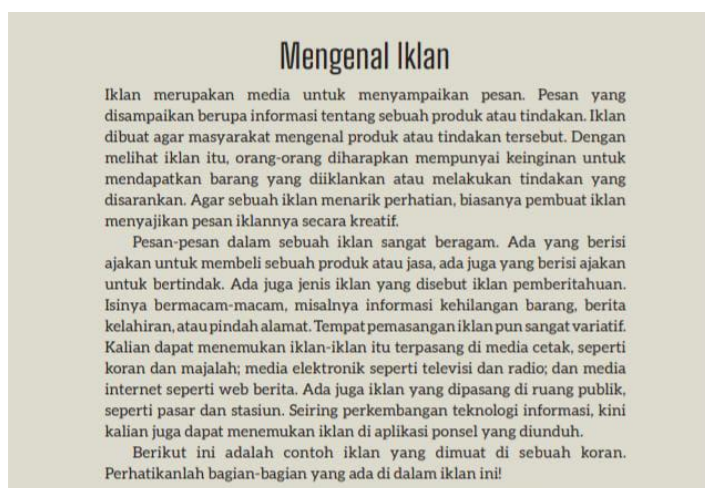 Mengenal Iklan
Iklan merupakan media untuk menyampaikan pesan. Pesan yang
disampaikan berupa informasi tentang sebuah produk atau tindakan. Iklan
dibuat agar masyarakat mengenal produk atau tindakan tersebut. Dengan
melihat iklan itu, orang-orang diharapkan mempunyai keinginan untuk
mendapatkan barang yang diiklankan atau melakukan tindakan yang
disarankan. Agar sebuah iklan menarik perhatian, biasanya pembuat iklan
menyajikan pesan iklannya secara kreatif.
Pesan-pesan dalam sebuah iklan sangat beragam. Ada yang berisi
ajakan untuk membeli sebuah produk atau jasa, ada juga yang berisi ajakan
untuk bertindak. Ada juga jenis iklan yang disebut iklan pemberitahuan.
Isinya bermacam-macam, misalnya informasi kehilangan barang, berita
kelahiran, atau pindah alamat. Tempat pemasangan iklan pun sangat variatif.
Kalian dapat menemukan iklan-iklan itu terpasang di media cetak, seperti
koran dan majalah; media elektronik seperti televisi dan radio; dan media
internet seperti web berita. Ada juga iklan yang dipasang di ruang publik,
seperti pasar dan stasiun. Seiring perkembangan teknologi informasi, kini
kalian juga dapat menemukan iklan di aplikasi ponsel yang diunduh.
Berikut ini adalah contoh iklan yang dimuat di sebuah koran.
Perhatikanlah bagian-bagian yang ada di dalam iklan ini!